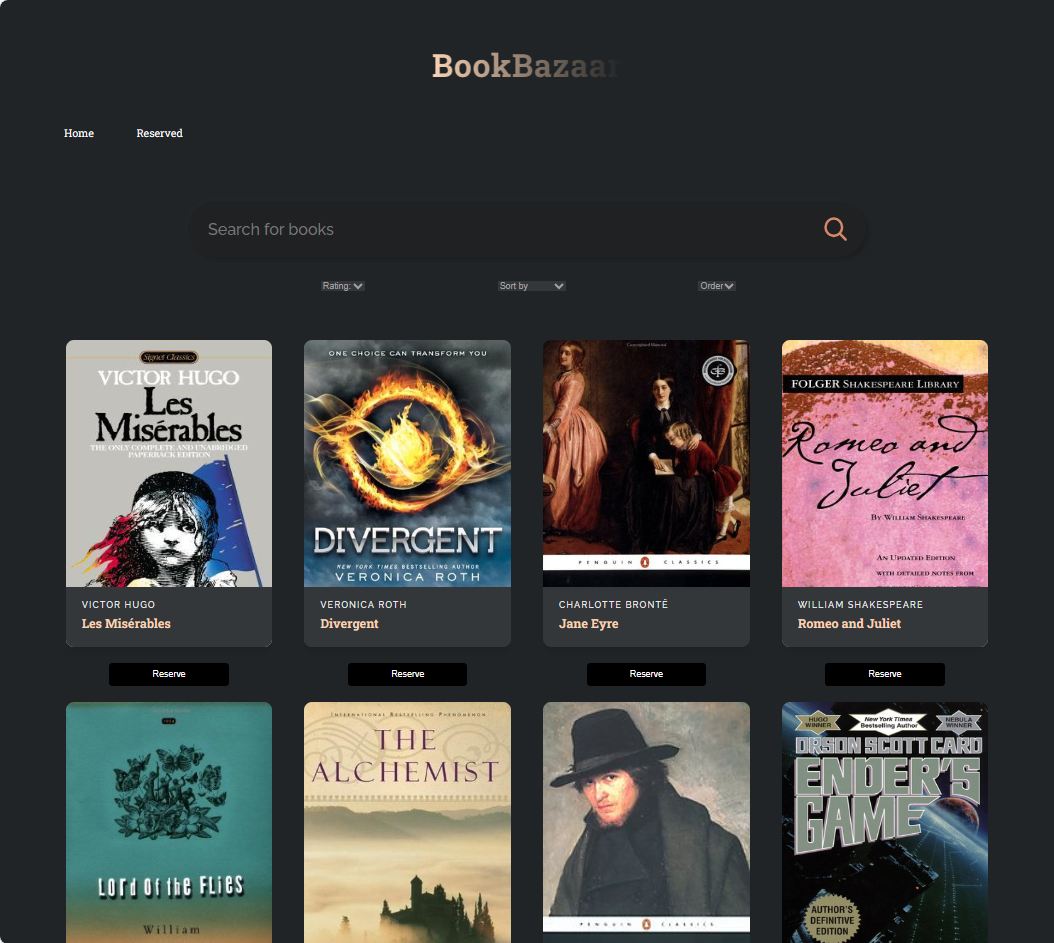 BookBazaar
Home Reserved
Search for books
Rating: Sort by Order
Signet Classics
VICTOR HUGO
Les
Misérables
THE ONLY COMPLETE AND UNABRIDGED
PAPERBACK EDITION
VICTOR HUGO
Les Misérables
Reserve
ONE CHOICE CAN TRANSFORM YOU
DIVERGENT
NEW YORK TIMES BESTSELLING AUTHOR
VERONICA ROTH
VERONICA ROTH
Divergent
Reserve
PENGUIN CLASSICS
CHARLOTTE BRONTË
Jane Eyre
Reserve
FOLGER SHAKESPEARE LIBRARY
Romeo and
Juliet
BY WILLIAM SHAKESPEARE
AN UPDATED EDITION
WITH DETAILED NOTES FROM
WILLIAM SHAKESPEARE
Romeo and Juliet
Reserve
LORD OF THE FLIES
William
INTERNATIONAL BESTSELLING PHENOMENON
THE
ALCHEMIST
PENGUIN CLASSICS
HUGO
WINNER
New York Times
Bestselling Author
NEBULA
WINNER
ORSON SCOTT CARD
ENDER'S
GAME
AUTHOR'S
DEFINITIVE
EDITION